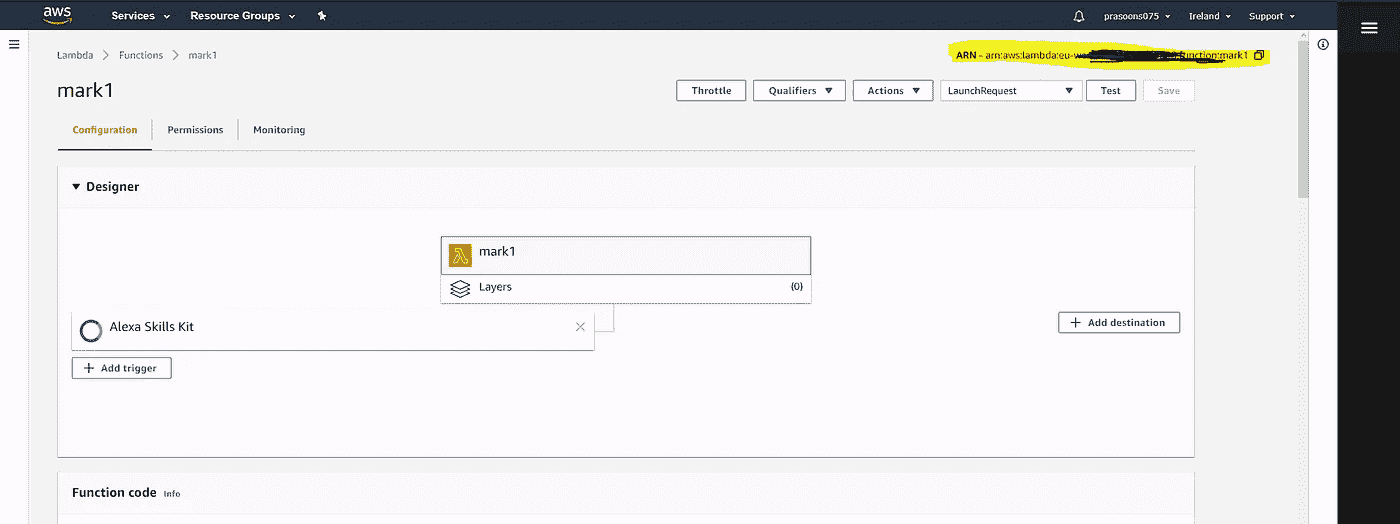 aws Services Resource Groups prasoons075 Ireland Support
Lambda Functions mark1
ARN - arn:aws:lambda:eu-w function:mark1
mark1
Throttle Qualifiers Actions LaunchRequest Test Save
Configuration Permissions Monitoring
Designer
mark1
Layers (0)
Alexa Skills Kit
+ Add destination
+ Add trigger
Function code Info